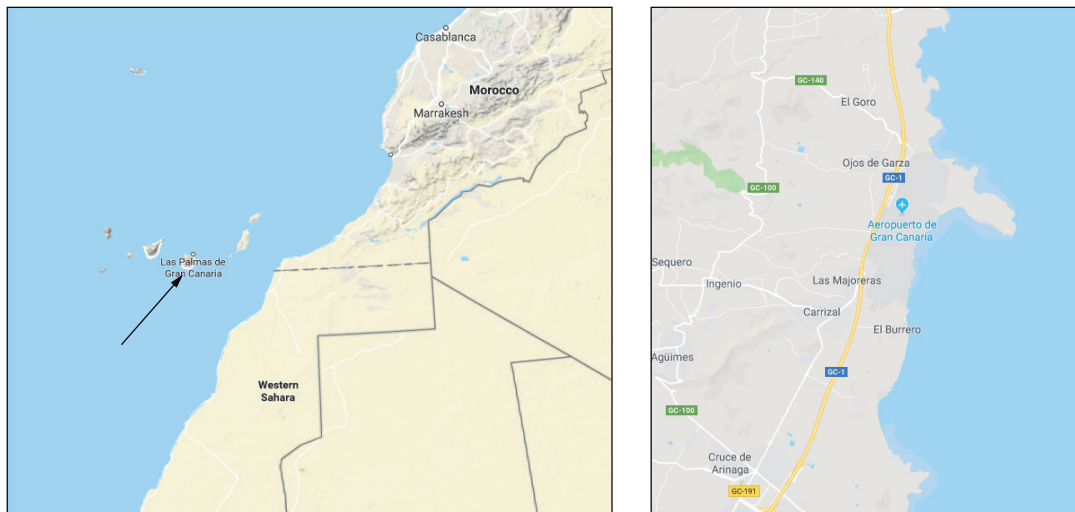 Casablanca
Morocco
Marrakesh
Las Palmas de
Gran Canaria
Western
Sahara
GC-140
El Goro
Ojos de Garza
GC-1
GC-100
Aeropuerto de
Gran Canaria
Sequero
Ingenio
Las Majoreras
Carrizal
El Burrero
Agüimes
GC-1
GC-100
Cruce de
Arinaga
GC-191